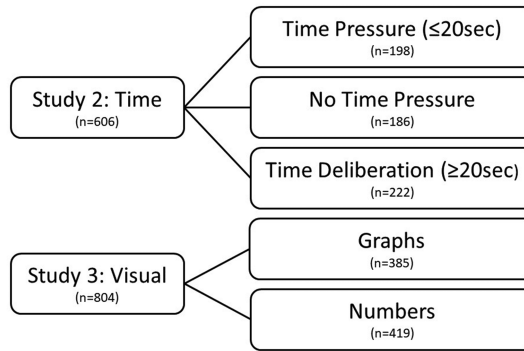 Study 2: Time
(n=606)
Time Pressure (≤20sec)
(n=198)
No Time Pressure
(n=186)
Time Deliberation (≥20sec)
(n=222)
Study 3: Visual
(n=804)
Graphs
(n=385)
Numbers
(n=419)